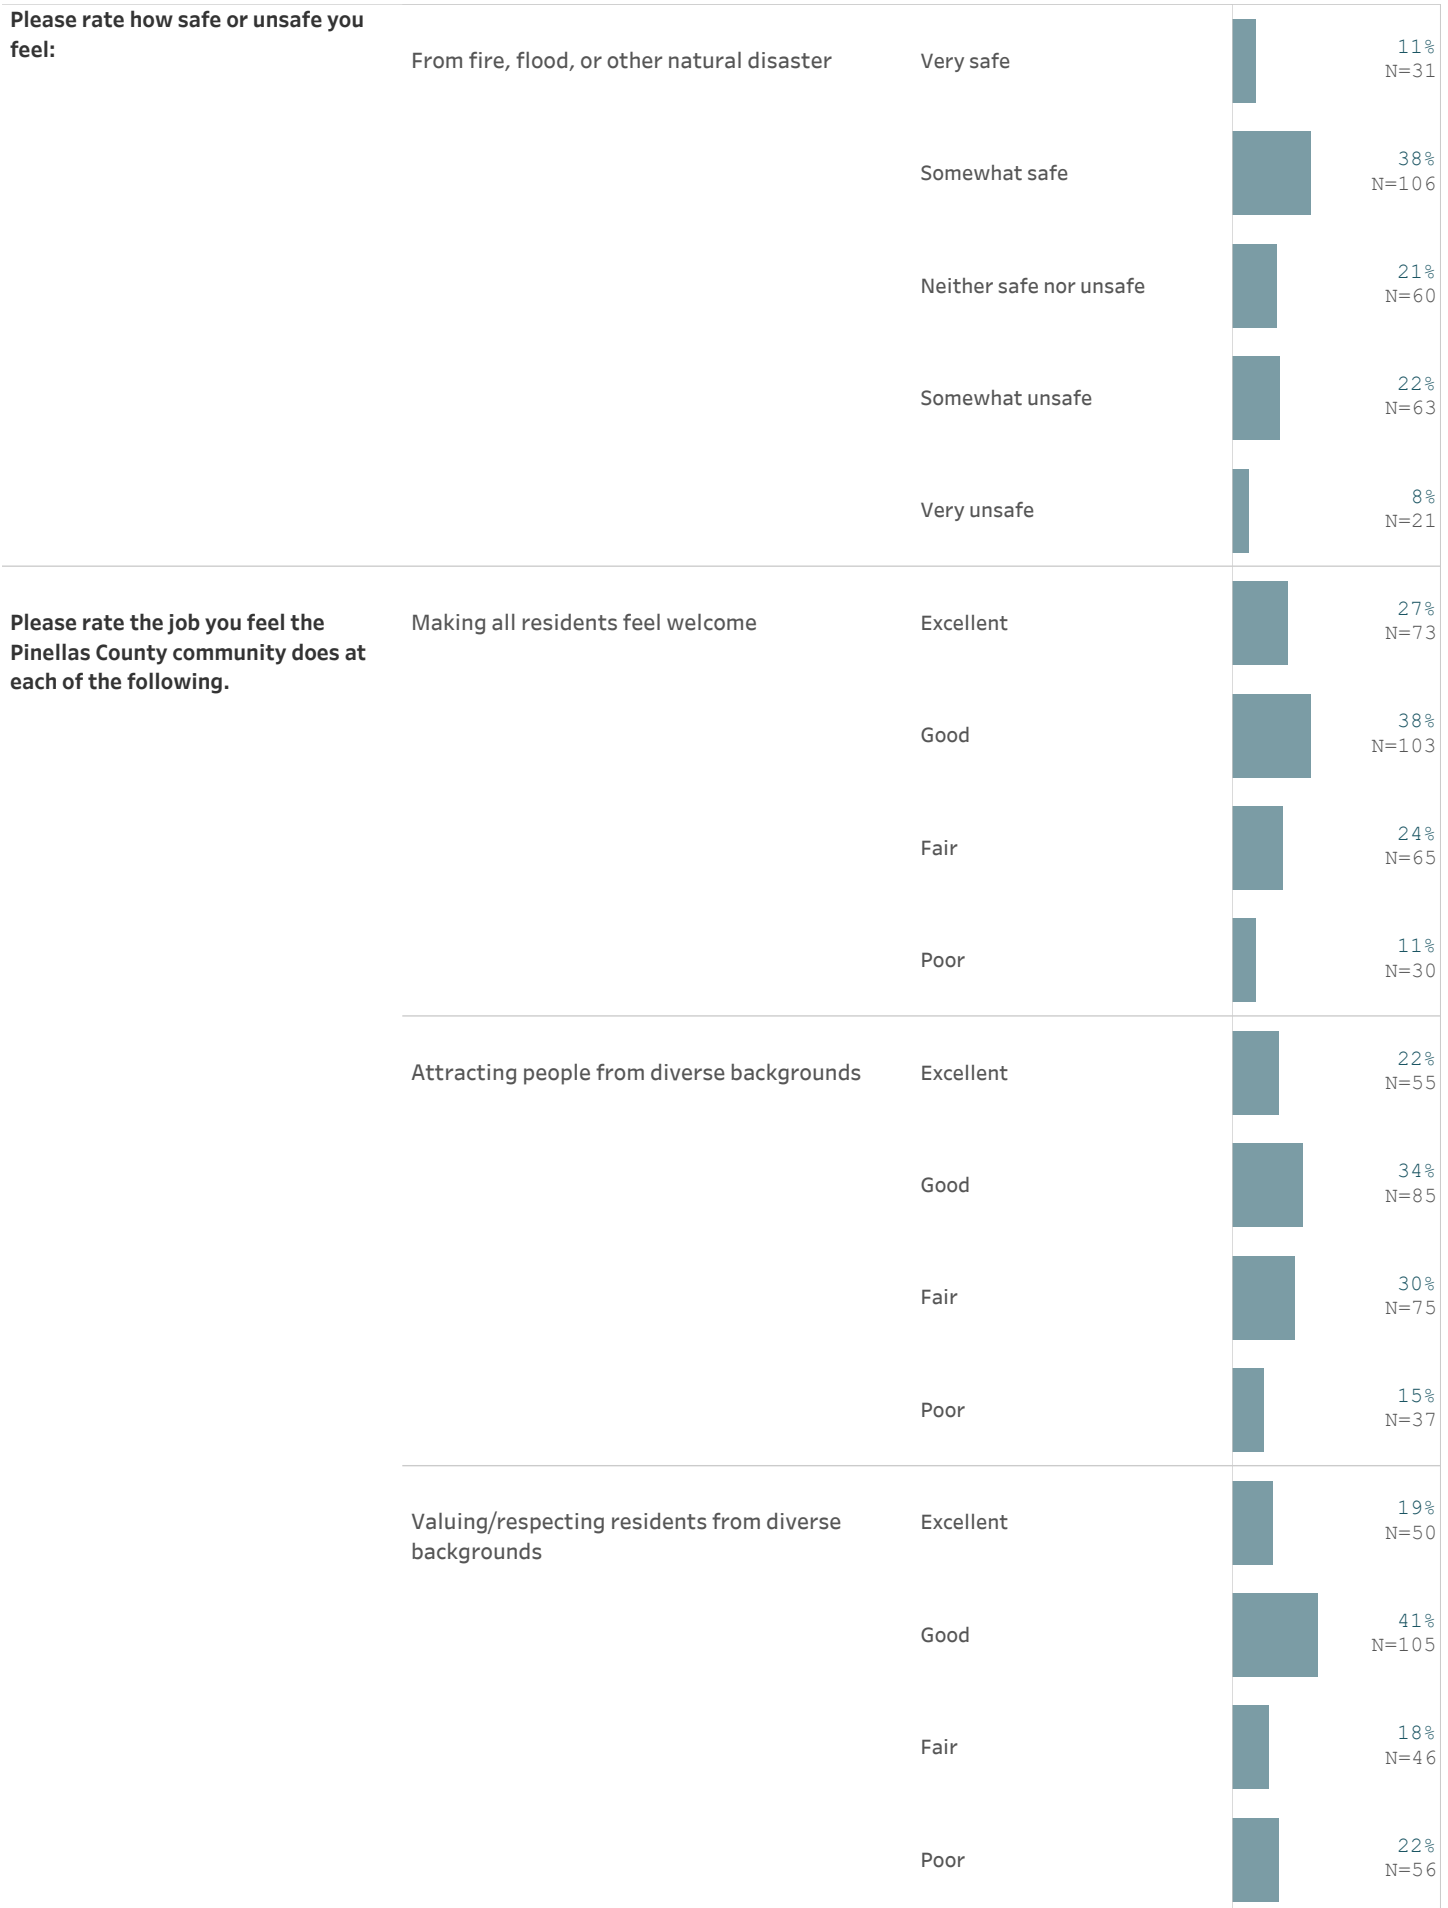 Please rate how safe or unsafe you
feel:
From fire, flood, or other natural disaster
Very safe
11%
N=31
Somewhat safe
38%
N=106
Neither safe nor unsafe
21%
N=60
Somewhat unsafe
22%
N=63
Very unsafe
8%
N=21
Please rate the job you feel the
Pinellas County community does at
each of the following.
Making all residents feel welcome
Excellent
27%
N=73
Good
38%
N=103
Fair
24%
N=65
Poor
11%
N=30
Attracting people from diverse backgrounds
Excellent
22%
N=55
Good
34%
N=85
Fair
30%
N=75
Poor
15%
N=37
Valuing/respecting residents from diverse
backgrounds
Excellent
19%
N=50
Good
41%
N=105
Fair
18%
N=46
Poor
22%
N=56